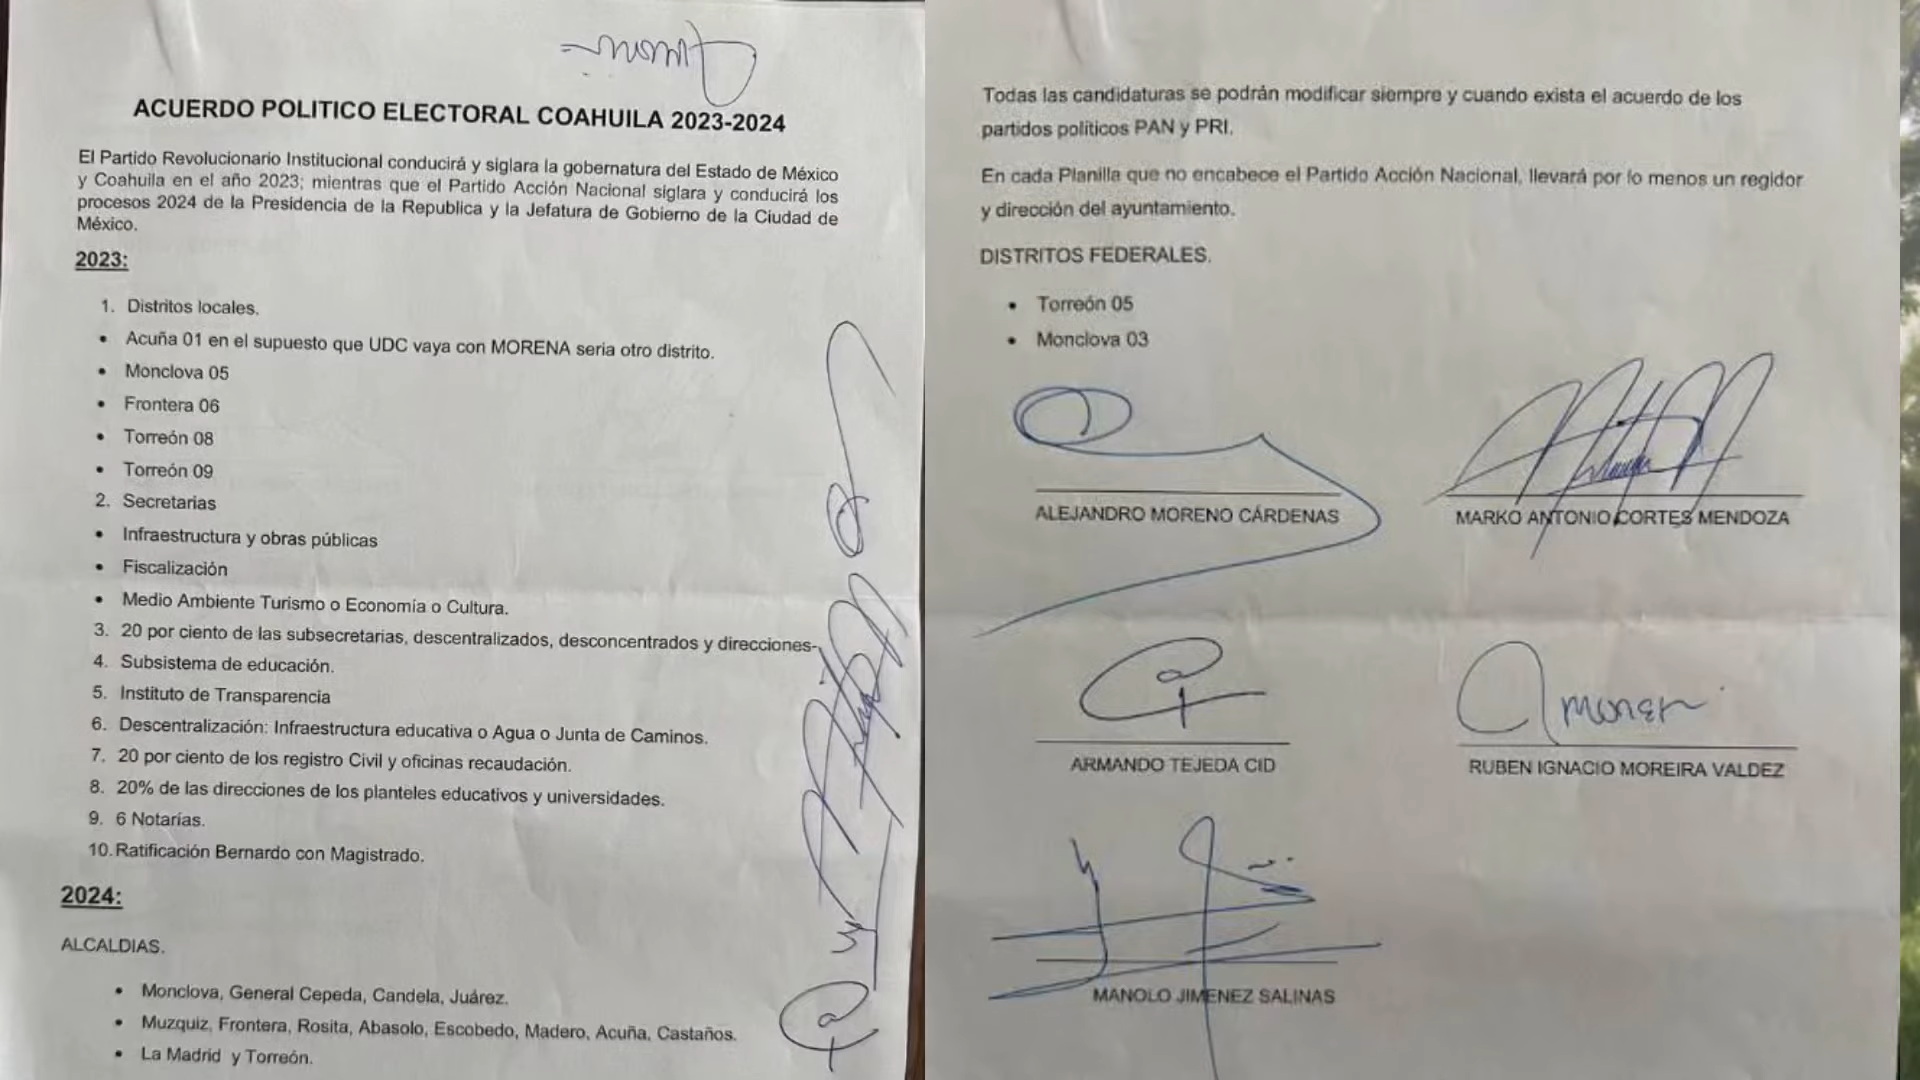 ACUERDO POLITICO ELECTORAL COAHUILA 2023-2024
El Partido Revolucionario Institucional conducirá y siglara la gobernatura del Estado de México
y Coahuila en el año 2023; mientras que el Partido Acción Nacional siglara y conducirá los
procesos 2024 de la Presidencia de la Republica y la Jefatura de Gobierno de la Ciudad de
México.
2023:
1. Distritos locales.
• Acuña 01 en el supuesto que UDC vaya con MORENA seria otro distrito.
• Monclova 05
• Frontera 06
• Torreón 08
• Torreón 09
2. Secretarias
• Infraestructura y obras públicas
• Fiscalización
• Medio Ambiente Turismo o Economía o Cultura.
3. 20 por ciento de las subsecretarias, descentralizados, desconcentrados y direcciones-
4. Subsistema de educación.
5. Instituto de Transparencia
6. Descentralización: Infraestructura educativa o Agua o Junta de Caminos.
7. 20 por ciento de los registro Civil y oficinas recaudación.
8. 20% de las direcciones de los planteles educativos y universidades.
9. 6 Notarías.
10. Ratificación Bernardo con Magistrado.
2024:
ALCALDIAS.
• Monclova, General Cepeda, Candela, Juárez.
• Muzquiz, Frontera, Rosita, Abasolo, Escobedo, Madero, Acuña, Castaños.
• La Madrid y Torreón.
Todas las candidaturas se podrán modificar siempre y cuando exista el acuerdo de los
partidos políticos PAN y PRI.
En cada Planilla que no encabece el Partido Acción Nacional, llevará por lo menos un regidor
y dirección del ayuntamiento.
DISTRITOS FEDERALES.
• Torreón 05
• Monclova 03
ALEJANDRO MORENO CÁRDENAS
MARKO ANTONIO CORTES MENDOZA
ARMANDO TEJEDA CID
RUBEN IGNACIO MOREIRA VALDEZ
MANOLO JIMENEZ SALINAS